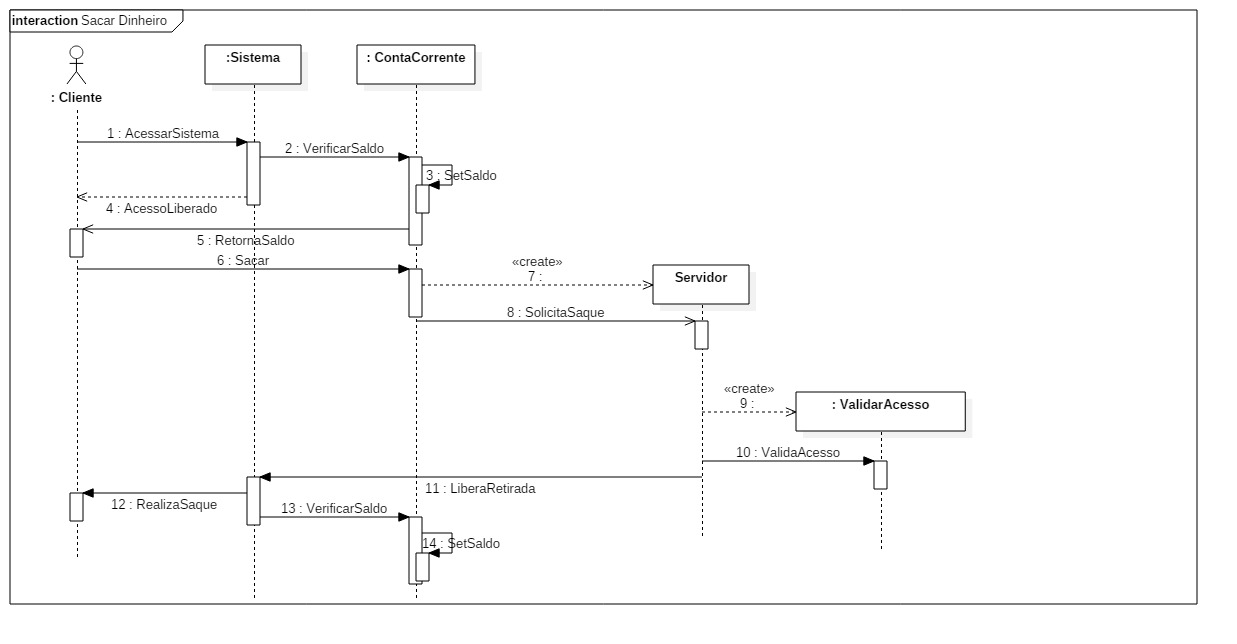 interaction Sacar Dinheiro
:Sistema
: ContaCorrente
: Cliente
1 : AcessarSistema
2 : VerificarSaldo
3 : SetSaldo
4 : AcessoLiberado
5 : RetornaSaldo
6 : Sacar
«create»
7 :
Servidor
8 : SolicitaSaque
«create»
9 :
: ValidarAcesso
10 : ValidaAcesso
11 : LiberaRetirada
12 : RealizaSaque
13 : VerificarSaldo
14 : SetSaldo